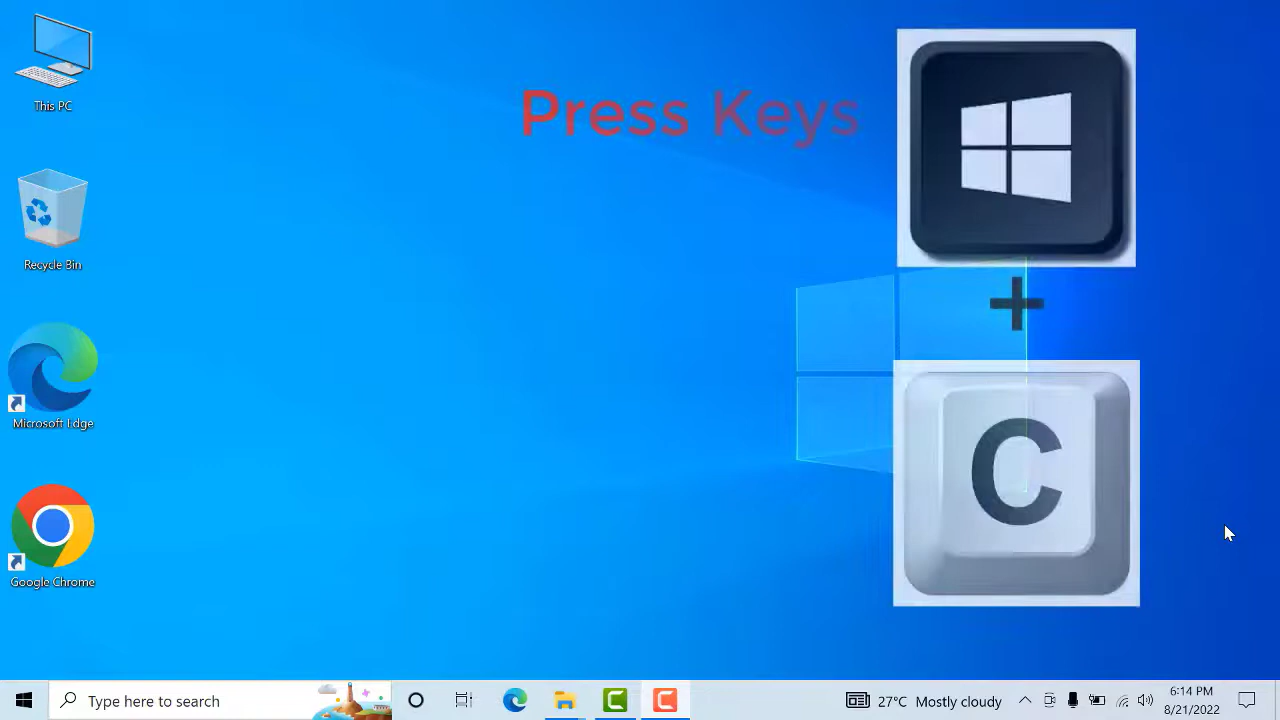 This PC
Press Keys
Recycle Bin
+
Microsoft Edge
C
Google Chrome
Type here to search
27°C Mostly cloudy
6:14 PM
8/21/2022